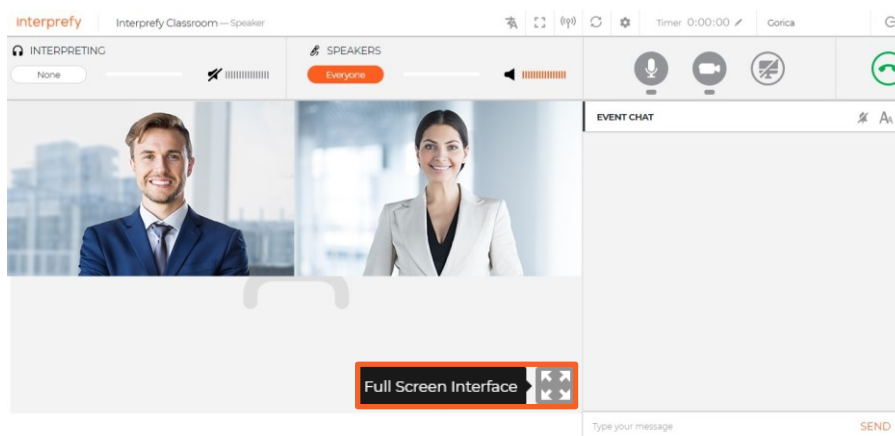 interprefy
Interprefy Classroom — Speaker
Timer 0:00:00
Gorica
INTERPRETING
None
SPEAKERS
Everyone
EVENT CHAT
Full Screen Interface
Type your message
SEND